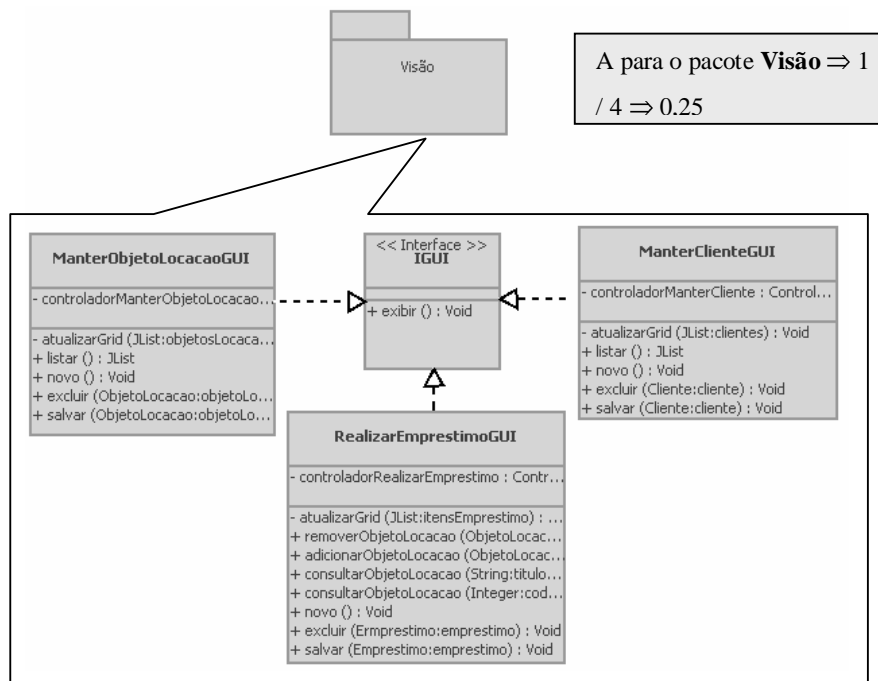 Visão
A para o pacote Visão ⇒ 1
/ 4 ⇒ 0,25
ManterObjetoLocacaoGUI
- controladorManterObjetoLocacao...
- atualizarGrid (JList:objetosLocaca...
+ listar () : JList
+ novo () : Void
+ excluir (ObjetoLocacao:objetoLo...
+ salvar (ObjetoLocacao:objetoLo...
<< Interface >>
IGUI
+ exibir () : Void
ManterClienteGUI
- controladorManterCliente : Control...
- atualizarGrid (JList:clientes) : Void
+ listar () : JList
+ novo () : Void
+ excluir (Cliente:cliente) : Void
+ salvar (Cliente:cliente) : Void
RealizarEmprestimoGUI
- controladorRealizarEmprestimo : Contr...
- atualizarGrid (JList:itensEmprestimo) : ...
+ removerObjetoLocacao (ObjetoLocac...
+ adicionarObjetoLocacao (ObjetoLocac...
+ consultarObjetoLocacao (String:titulo...
+ consultarObjetoLocacao (Integer:cod...
+ novo () : Void
+ excluir (Ermprestimo:emprestimo) : Void
+ salvar (Emprestimo:emprestimo) : Void